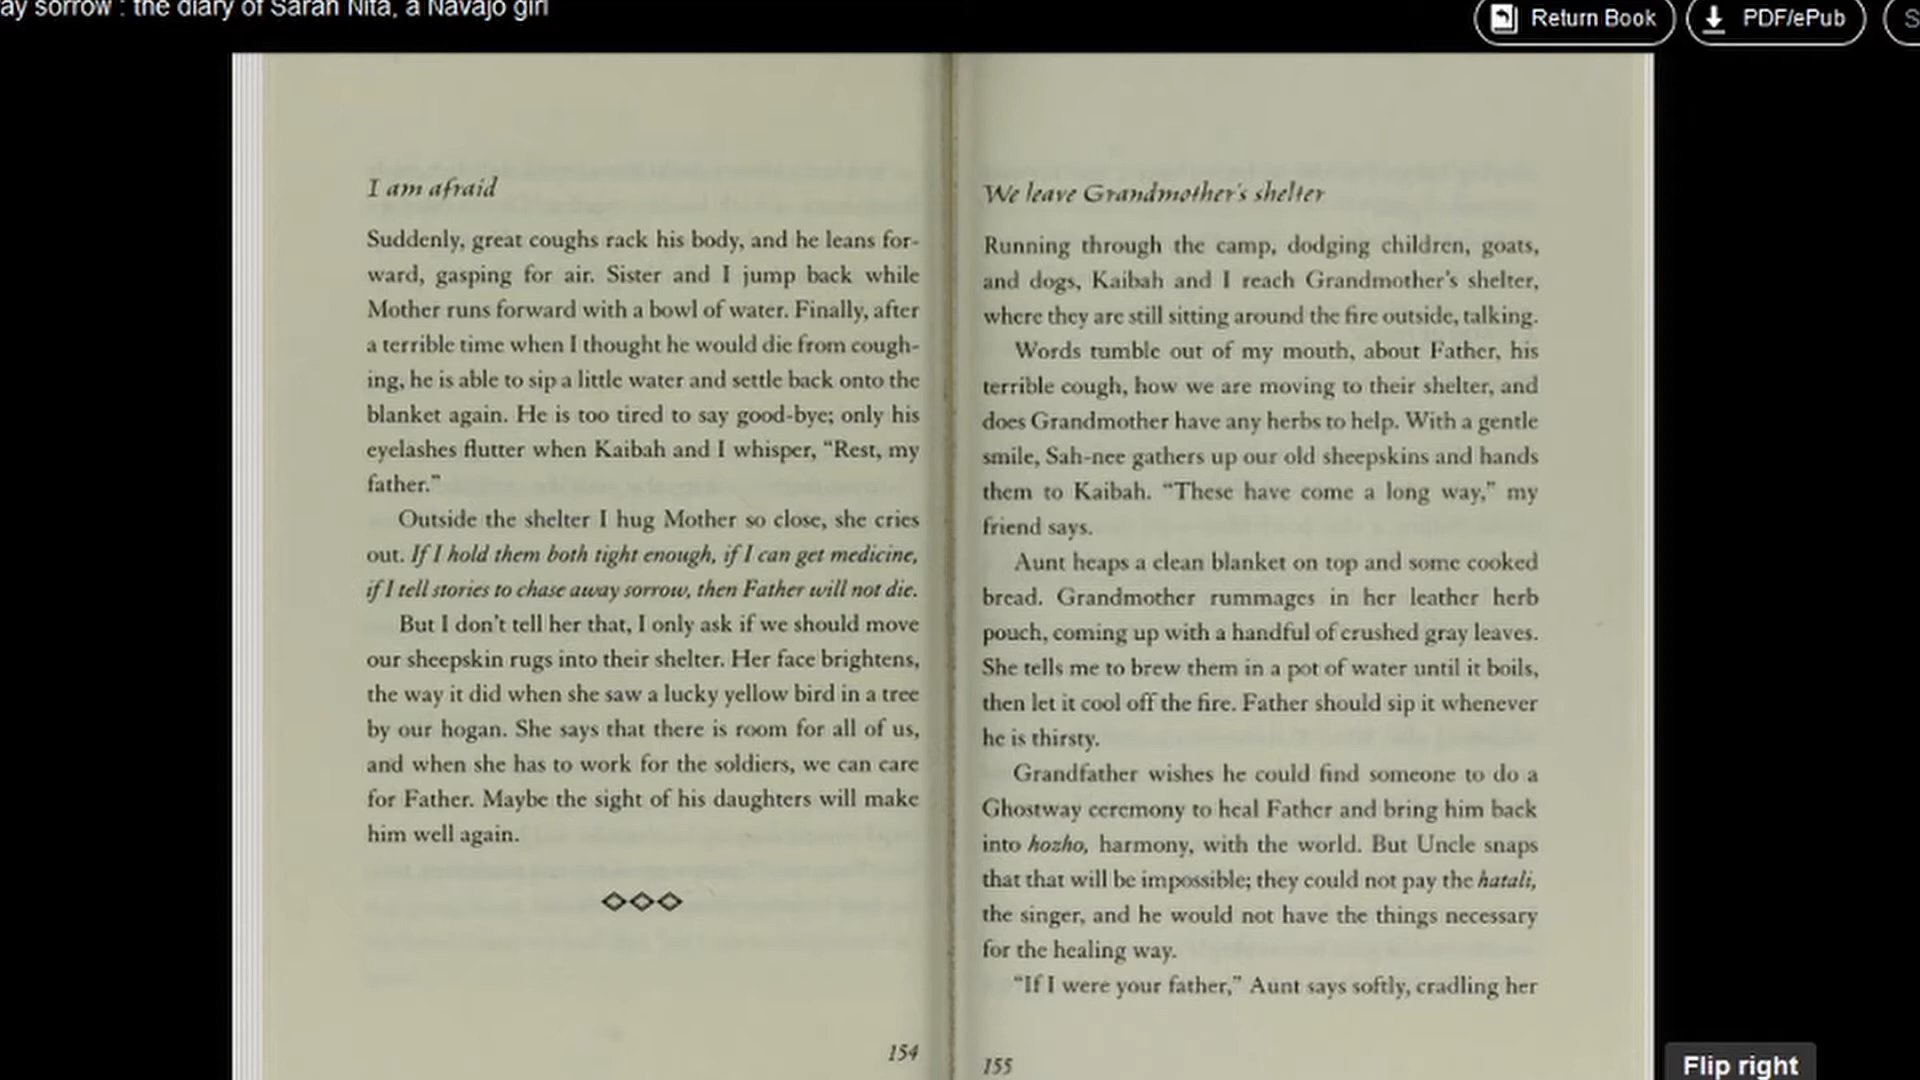 ay sorrow : the diary of Sarah Nita, a Navajo girl
Return Book
PDF/ePub
S
I am afraid
Suddenly, great coughs rack his body, and he leans for-
ward, gasping for air. Sister and I jump back while
Mother runs forward with a bowl of water. Finally, after
a terrible time when I thought he would die from cough-
ing, he is able to sip a little water and settle back onto the
blanket again. He is too tired to say good-bye; only his
eyelashes flutter when Kaibah and I whisper, “Rest, my
father.”
Outside the shelter I hug Mother so close, she cries
out. If I hold them both tight enough, if I can get medicine,
if I tell stories to chase away sorrow, then Father will not die.
But I don't tell her that, I only ask if we should move
our sheepskin rugs into their shelter. Her face brightens,
the way it did when she saw a lucky yellow bird in a tree
by our hogan. She says that there is room for all of us,
and when she has to work for the soldiers, we can care
for Father. Maybe the sight of his daughters will make
him well again.
154
We leave Grandmother's shelter
Running through the camp, dodging children, goats,
and dogs, Kaibah and I reach Grandmother's shelter,
where they are still sitting around the fire outside, talking.
Words tumble out of my mouth, about Father, his
terrible cough, how we are moving to their shelter, and
does Grandmother have any herbs to help. With a gentle
smile, Sah-nee gathers up our old sheepskins and hands
them to Kaibah. “These have come a long way,” my
friend says.
Aunt heaps a clean blanket on top and some cooked
bread. Grandmother rummages in her leather herb
pouch, coming up with a handful of crushed gray leaves.
She tells me to brew them in a pot of water until it boils,
then let it cool off the fire. Father should sip it whenever
he is thirsty.
Grandfather wishes he could find someone to do a
Ghostway ceremony to heal Father and bring him back
into hozho, harmony, with the world. But Uncle snaps
that that will be impossible; they could not pay the hatali,
the singer, and he would not have the things necessary
for the healing way.
“If I were your father,” Aunt says softly, cradling her
155
Flip right